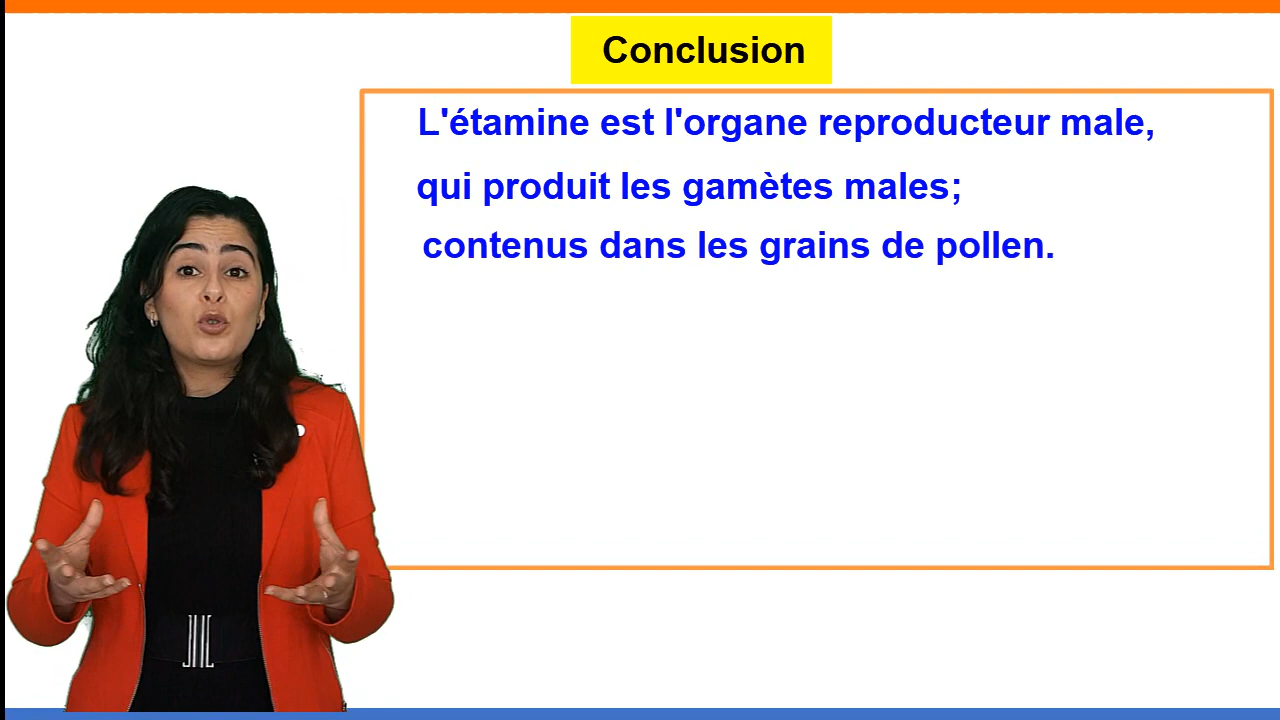 Conclusion
L'étamine est l'organe reproducteur male,
qui produit les gamètes males;
contenus dans les grains de pollen.